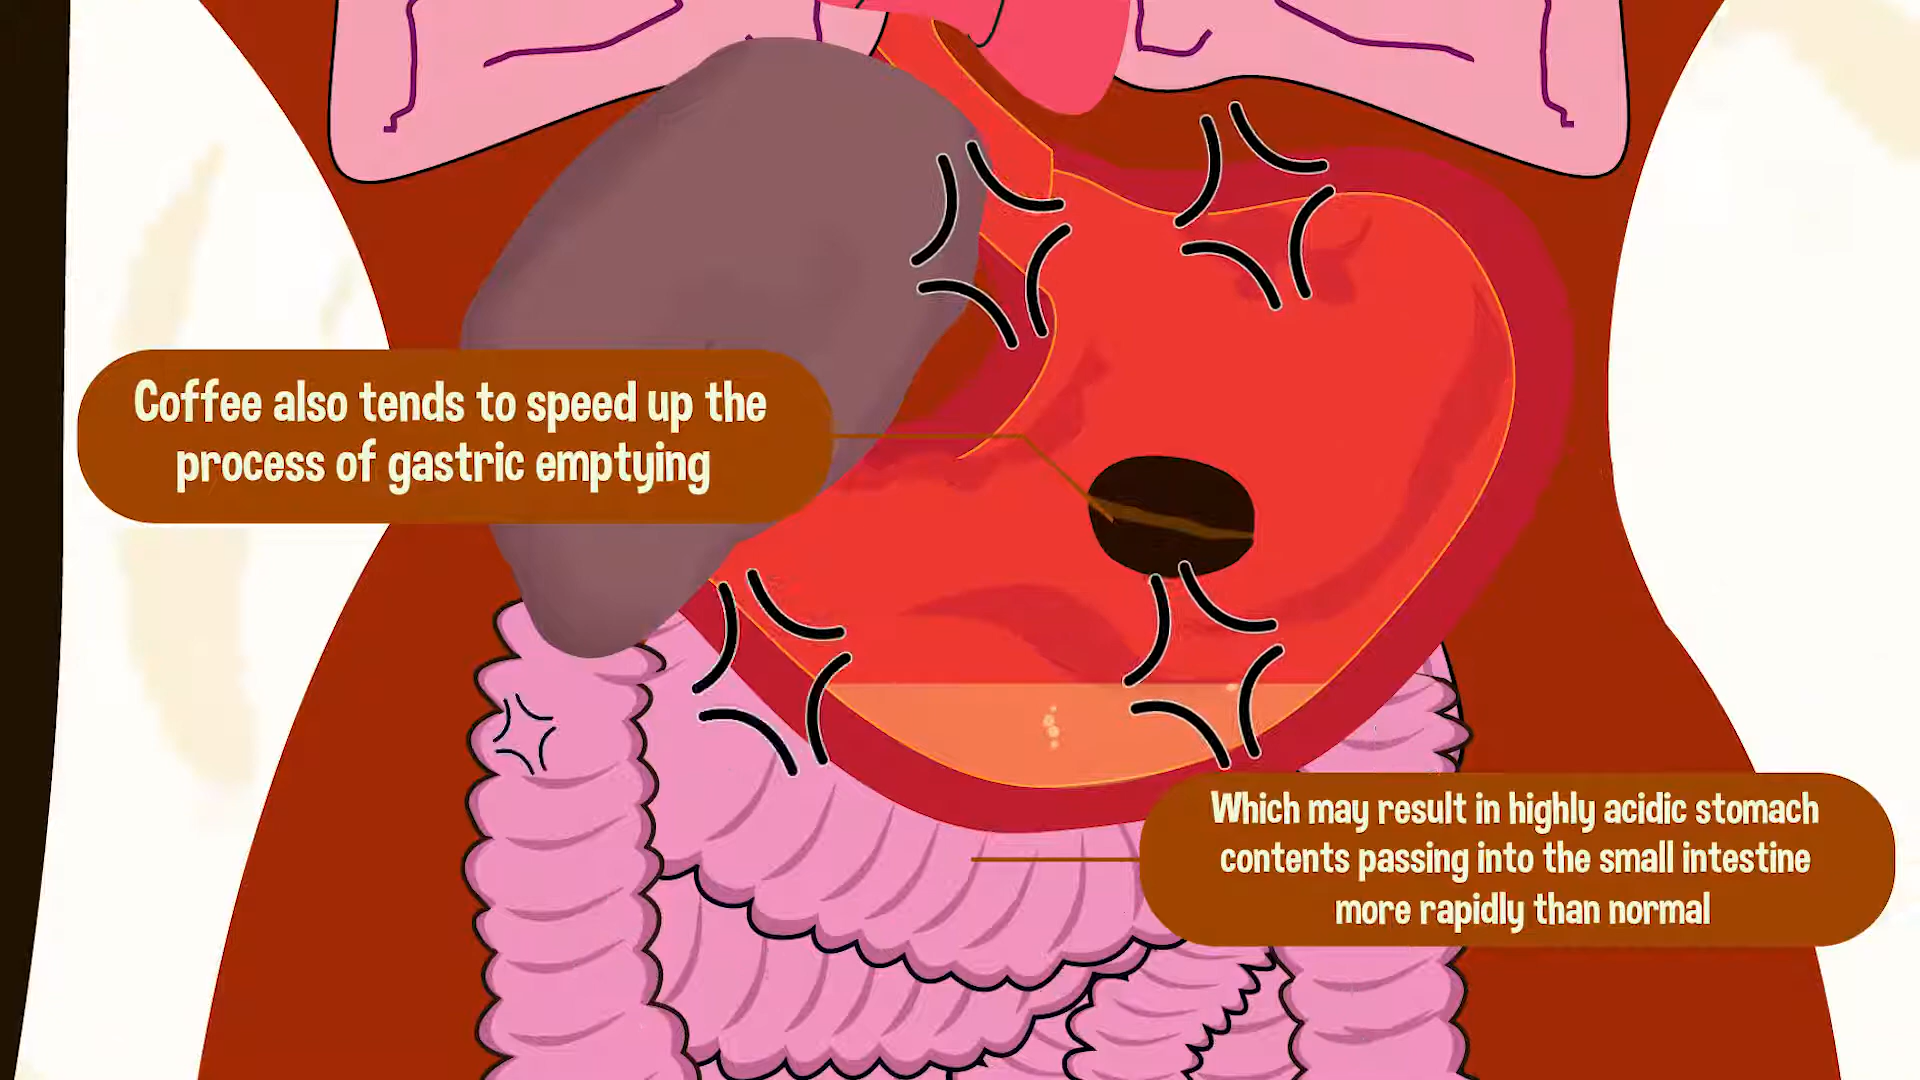 Coffee also tends to speed up the
process of gastric emptying
Which may result in highly acidic stomach
contents passing into the small intestine
more rapidly than normal